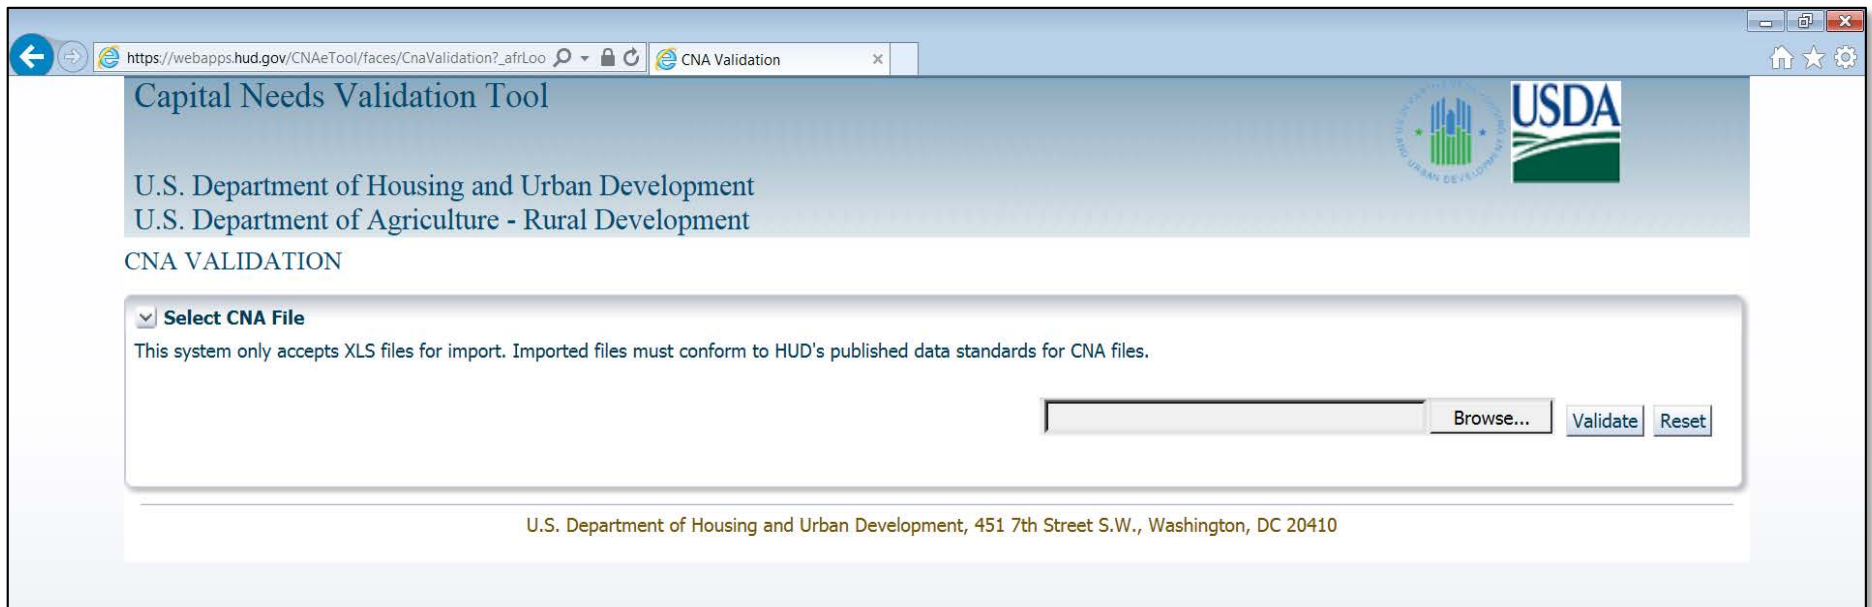 https://webapps.hud.gov/CNAeTool/faces/CnaValidation?_afrLoo
CNA Validation
Capital Needs Validation Tool
USDA
U.S. Department of Housing and Urban Development
U.S. Department of Agriculture - Rural Development
CNA VALIDATION
Select CNA File
This system only accepts XLS files for import. Imported files must conform to HUD's published data standards for CNA files.
Browse...
Validate
Reset
U.S. Department of Housing and Urban Development, 451 7th Street S.W., Washington, DC 20410